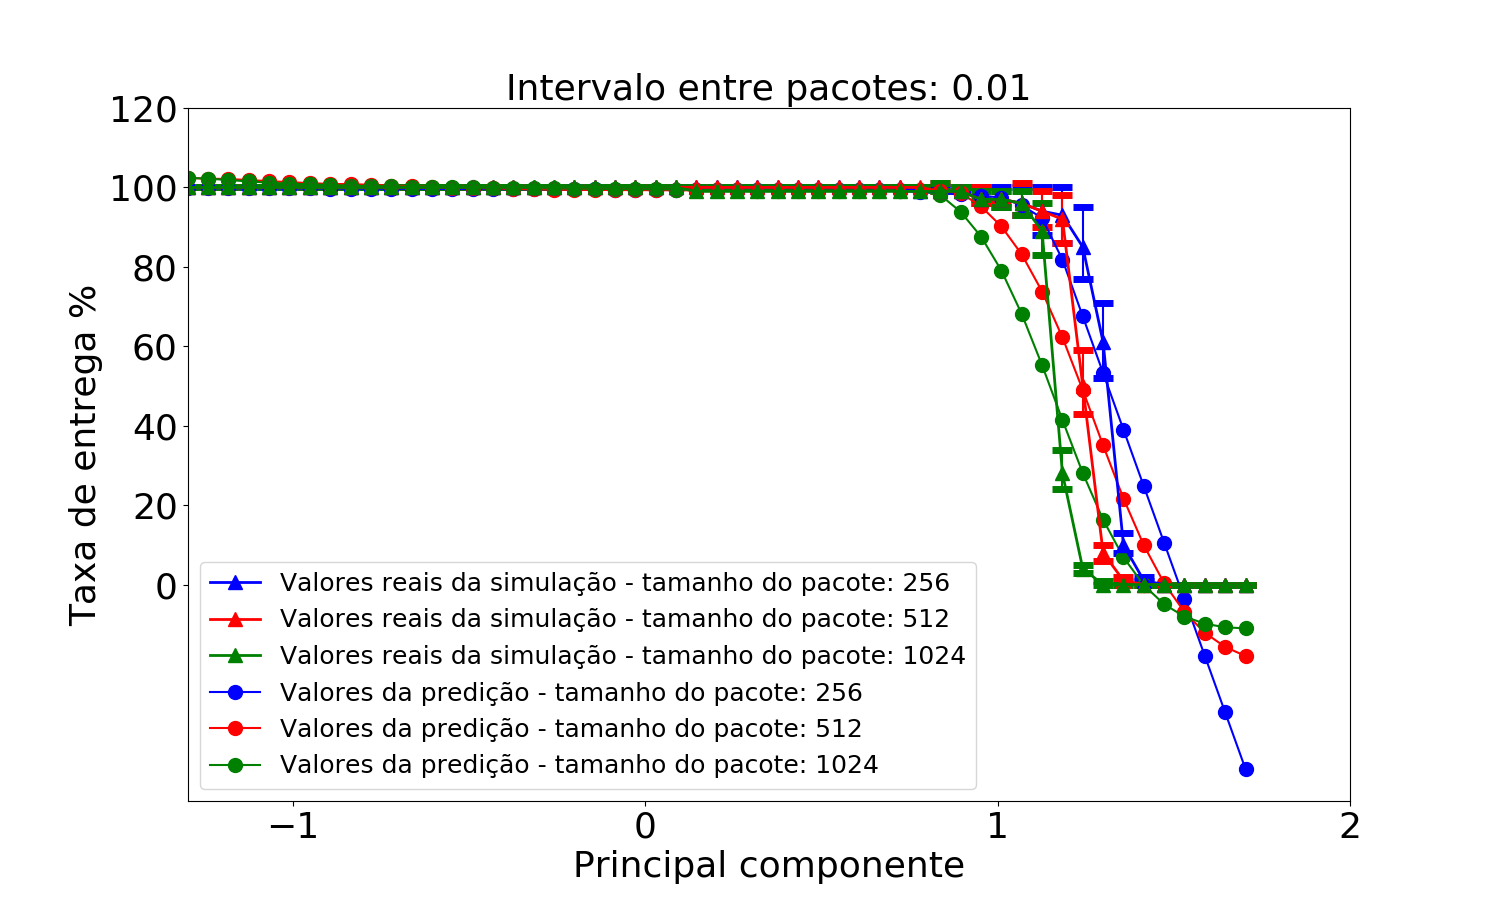 Intervalo entre pacotes: 0.01
120
100
80
60
40
20
0
Taxa de entrega %
Valores reais da simulação - tamanho do pacote: 256
Valores reais da simulação - tamanho do pacote: 512
Valores reais da simulação - tamanho do pacote: 1024
Valores da predição - tamanho do pacote: 256
Valores da predição - tamanho do pacote: 512
Valores da predição - tamanho do pacote: 1024
−1 0 1 2
Principal componente